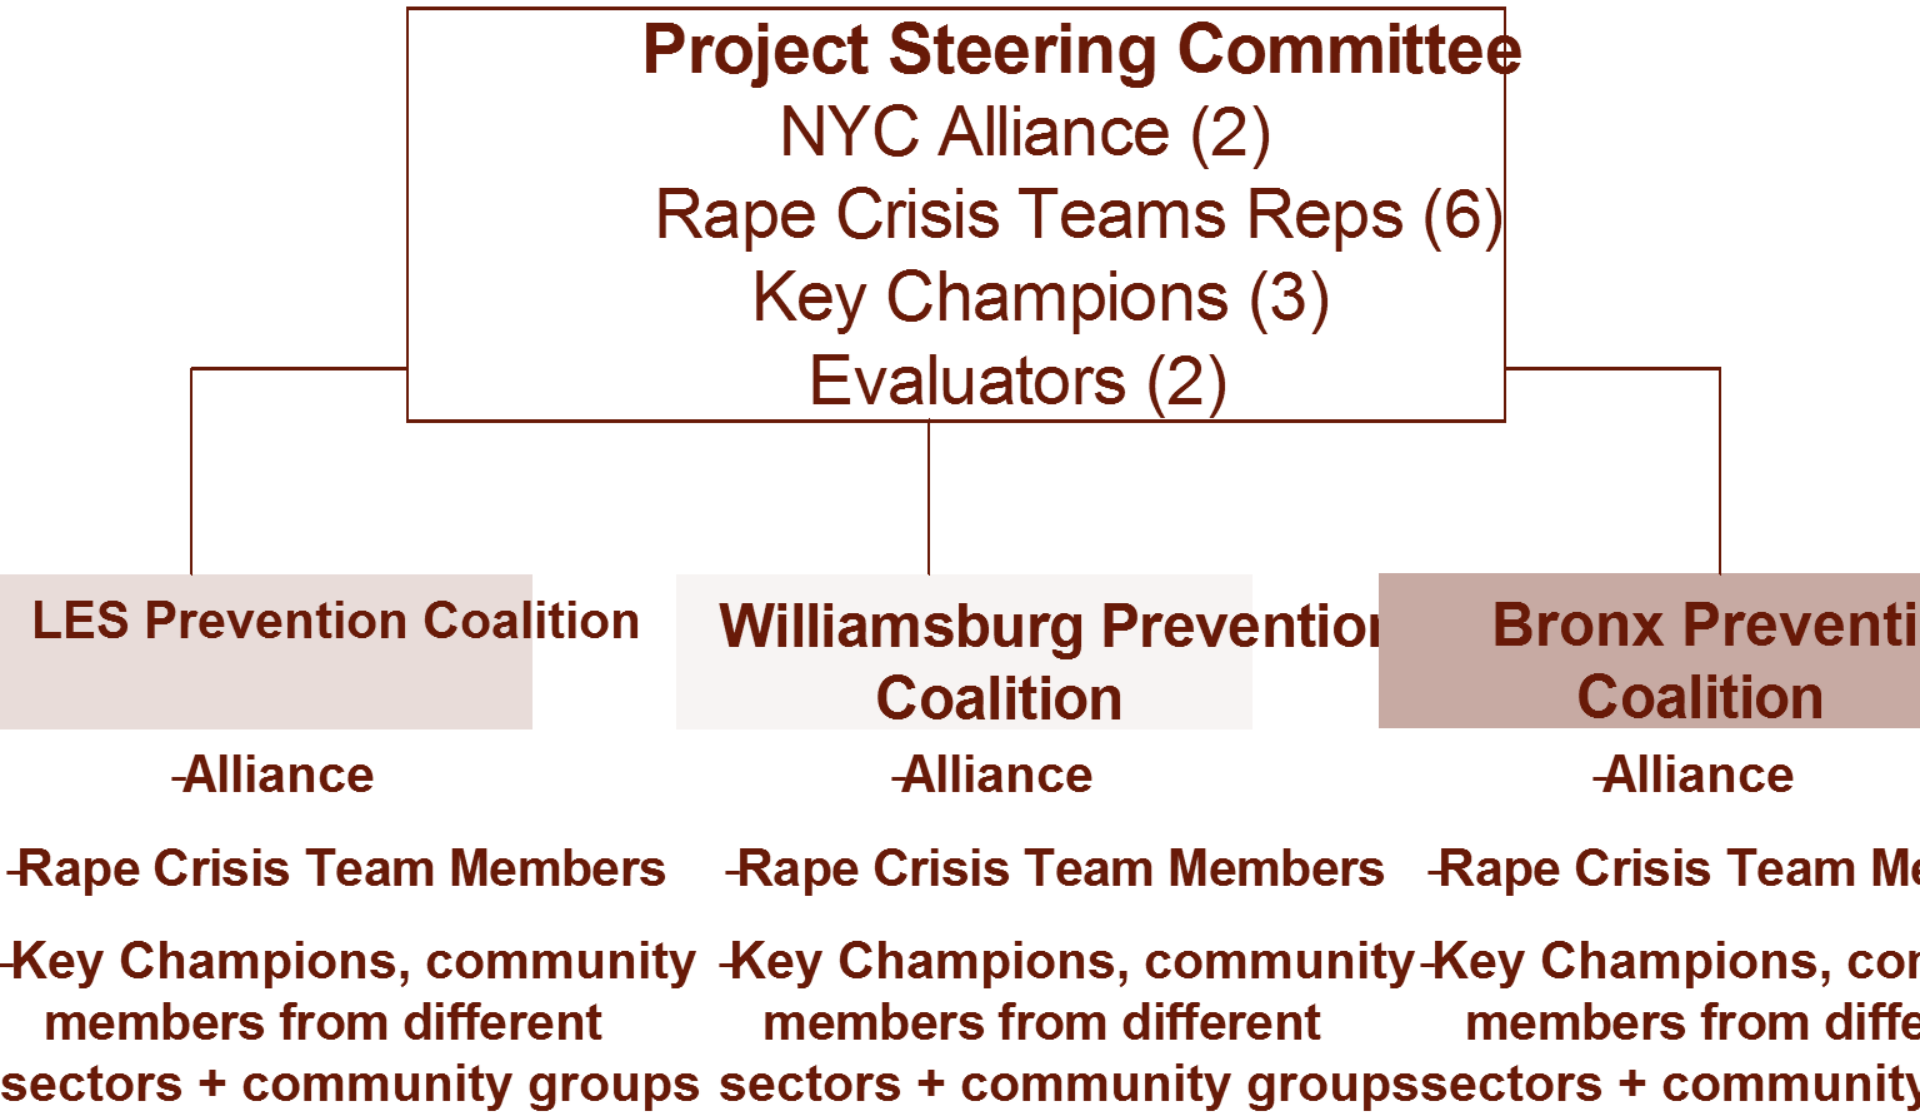 Project Steering Committee
NYC Alliance (2)
Rape Crisis Teams Reps (6)
Key Champions (3)
Evaluators (2)
LES Prevention Coalition
-Alliance
-Rape Crisis Team Members
-Key Champions, community
members from different
sectors + community groups
Williamsburg Prevention
Coalition
-Alliance
-Rape Crisis Team Members
-Key Champions, community
members from different
sectors + community groups
Bronx Preventi
Coalition
-Alliance
-Rape Crisis Team Me
-Key Champions, co
members from diffe
sectors + community